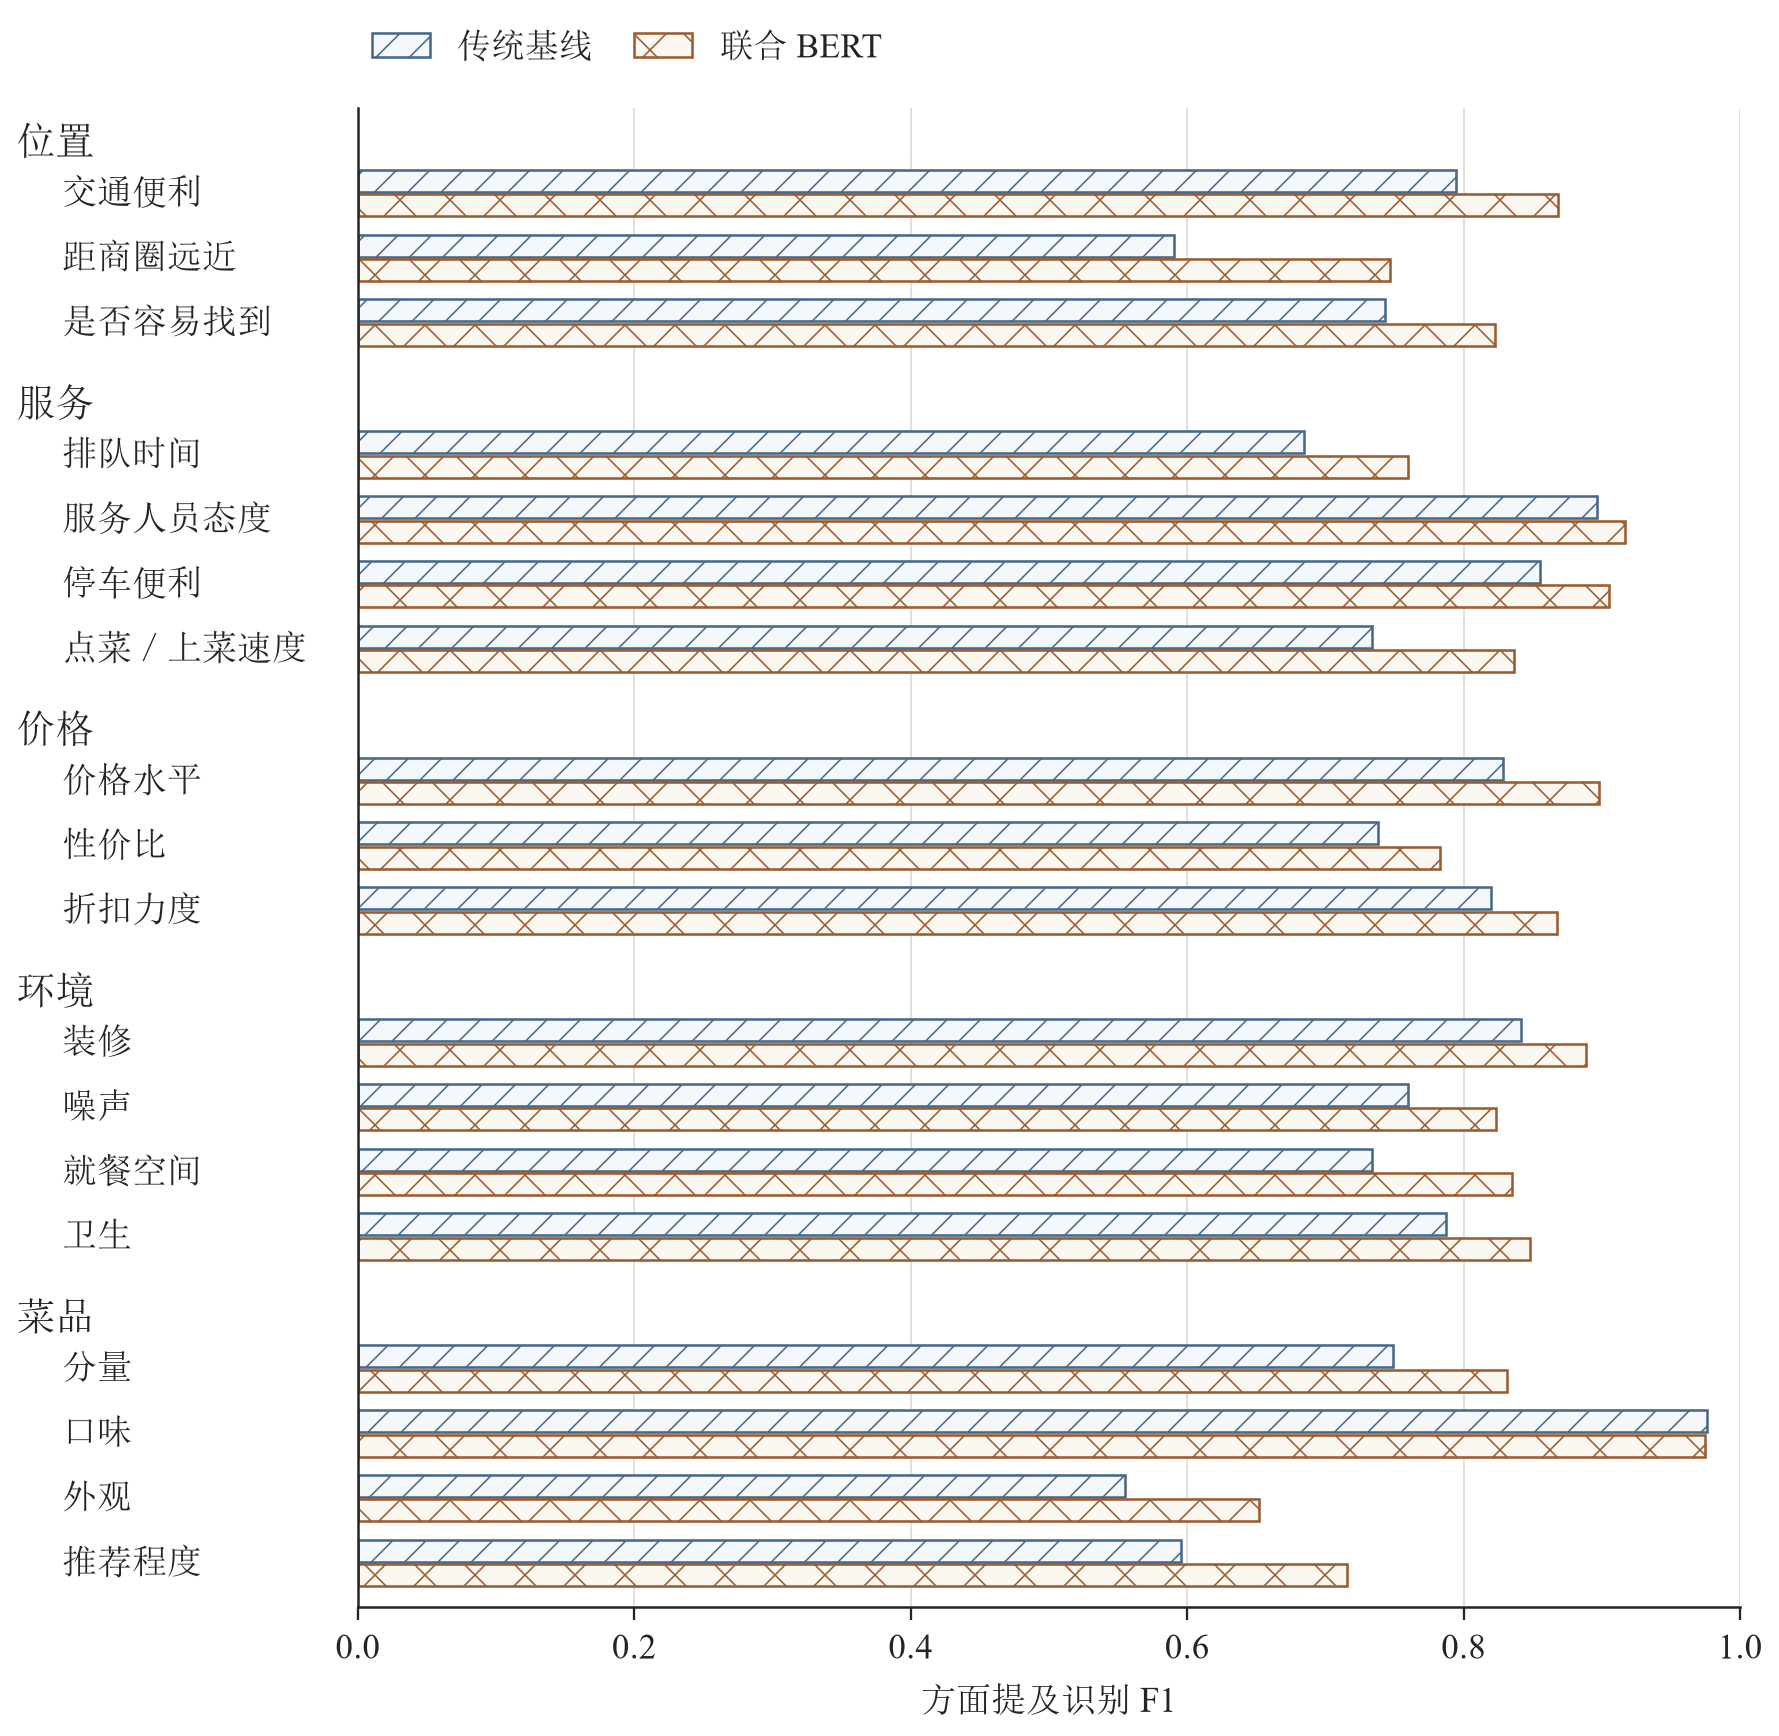 传统基线 联合 BERT
位置
交通便利
距商圈远近
是否容易找到
服务
排队时间
服务人员态度
停车便利
点菜 / 上菜速度
价格
价格水平
性价比
折扣力度
环境
装修
噪声
就餐空间
卫生
菜品
分量
口味
外观
推荐程度
0.0 0.2 0.4 0.6 0.8 1.0
方面提及识别 F1